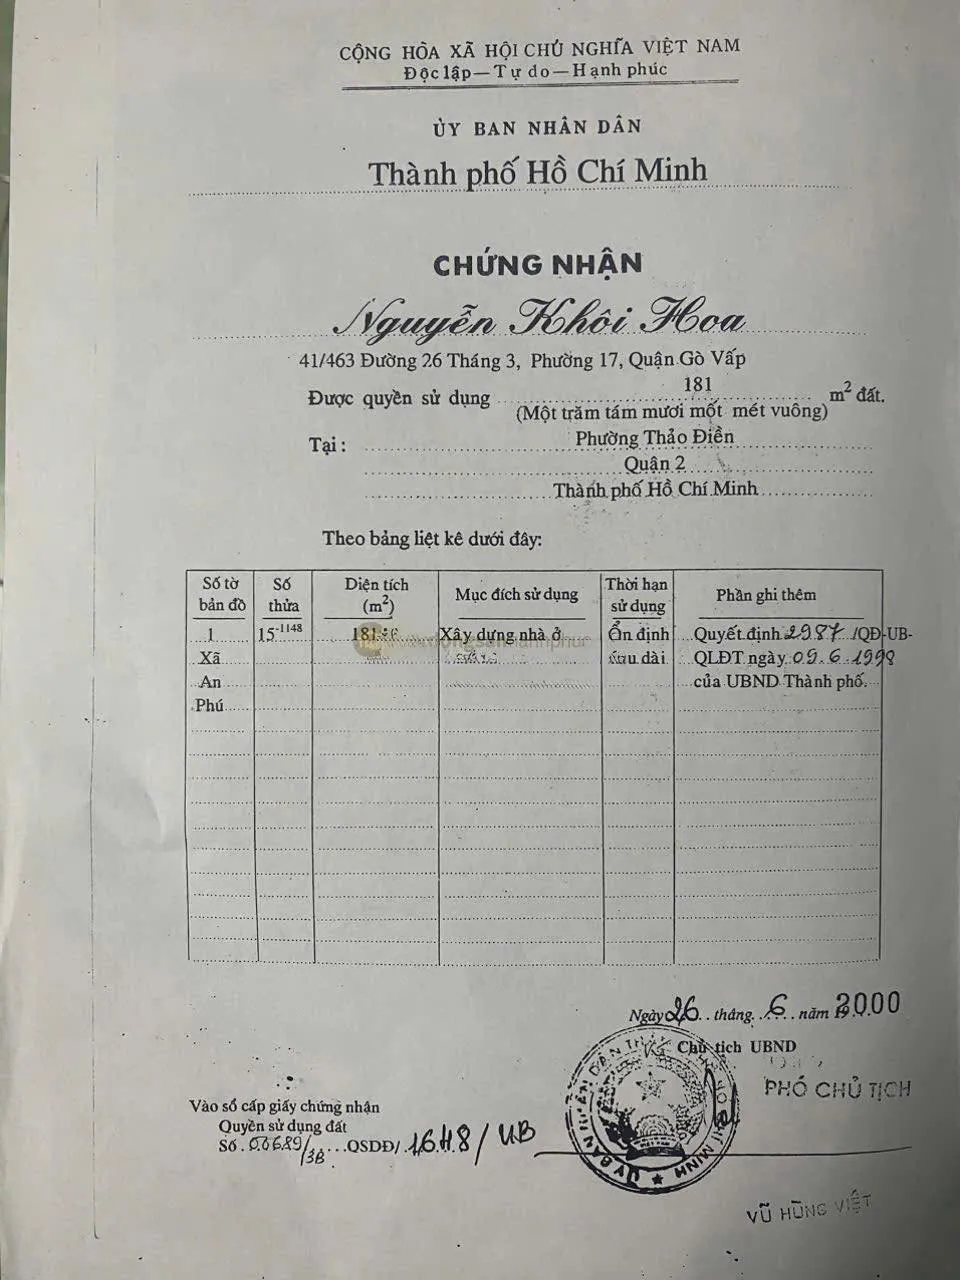 CỘNG HÒA XÃ HỘI CHỦ NGHĨA VIỆT NAM
Độc lập — Tự do — Hạnh phúc
ỦY BAN NHÂN DÂN
Thành phố Hồ Chí Minh
CHỨNG NHẬN
Nguyễn Khôi Hoa
41/463 Đường 26 Tháng 3, Phường 17, Quận Gò Vấp
Được quyền sử dụng 181 m² đất.
(Một trăm tám mươi mốt mét vuông)
Tại : Phường Thảo Điền
Quận 2
Thành phố Hồ Chí Minh
Theo bảng liệt kê dưới đây:
Số tờ bản đồ Số thửa Diện tích (m²) Mục đích sử dụng Thời hạn sử dụng Phần ghi thêm
1 15-1148 181 Xây dựng nhà ở Ổn định Quyết định 2987/QĐ-UB-
Xã dài QLĐT ngày 09.6.1998
An của UBND Thành phố.
Phú
Ngày 26 tháng 6 năm 2000
Chủ tịch UBND
PHÓ CHỦ TỊCH
Vào sổ cấp giấy chứng nhận
Quyền sử dụng đất
Số QSDĐ/ 1648/UB
VŨ HÙNG VIỆT